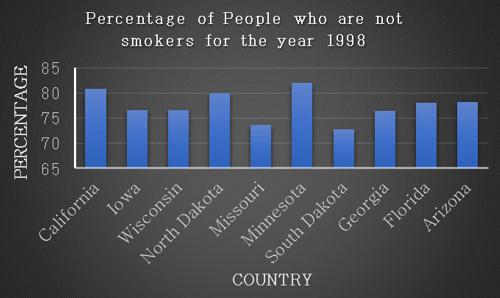 Percentage of People who are not
smokers for the year 1998
PERCENTAGE
85
80
75
70
65
California
Iowa
Wisconsin
North Dakota
Missouri
Minnesota
South Dakota
Georgia
Florida
Arizona
COUNTRY